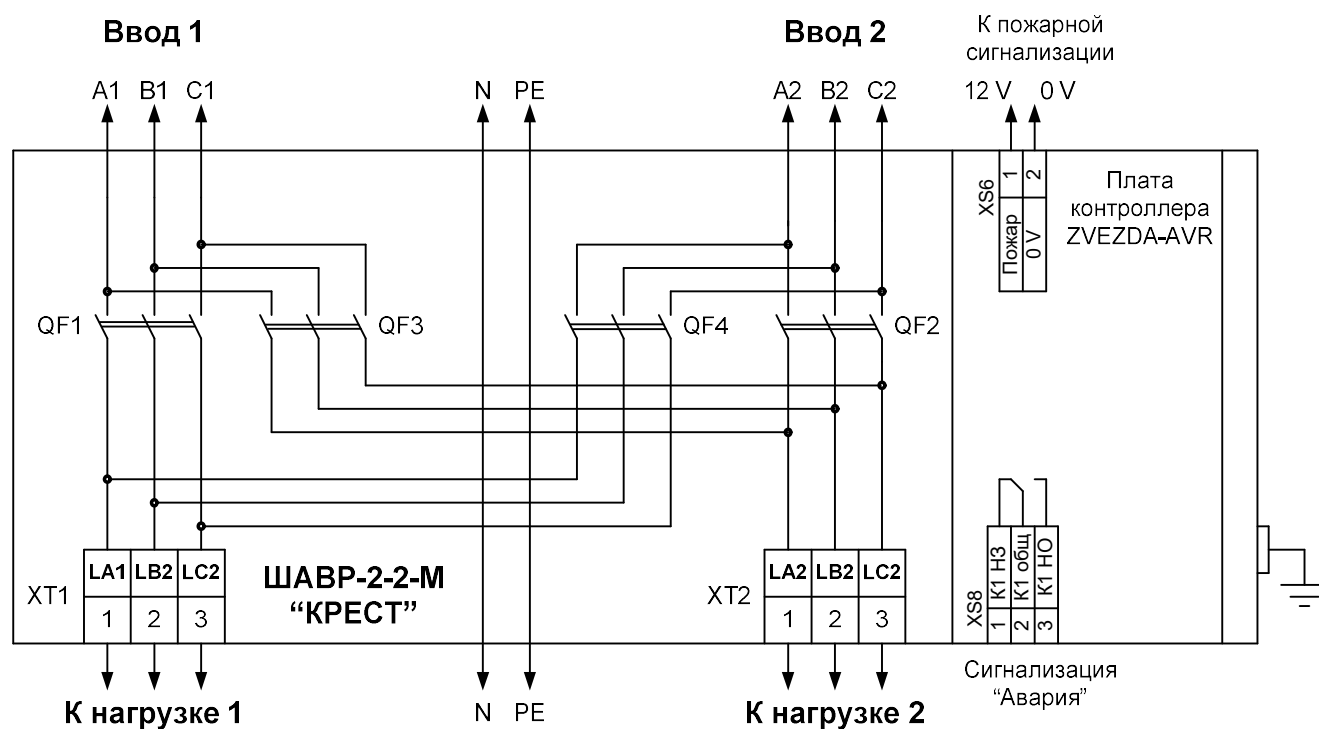 Ввод 1
Ввод 2
К пожарной
сигнализации
A1 B1 C1
N PE
A2 B2 C2
12 V 0 V
XS6
1
2
Пожар
0 V
Плата
контроллера
ZVEZDA-AVR
QF1
QF3
QF4
QF2
XT1
LA1 LB2 LC2
1 2 3
ШАВР-2-2-М
“КРЕСТ”
XT2
LA2 LB2 LC2
1 2 3
XS8
1 К1 НЗ
2 К1 общ
3 К1 НО
Сигнализация
“Авария”
К нагрузке 1
N PE
К нагрузке 2